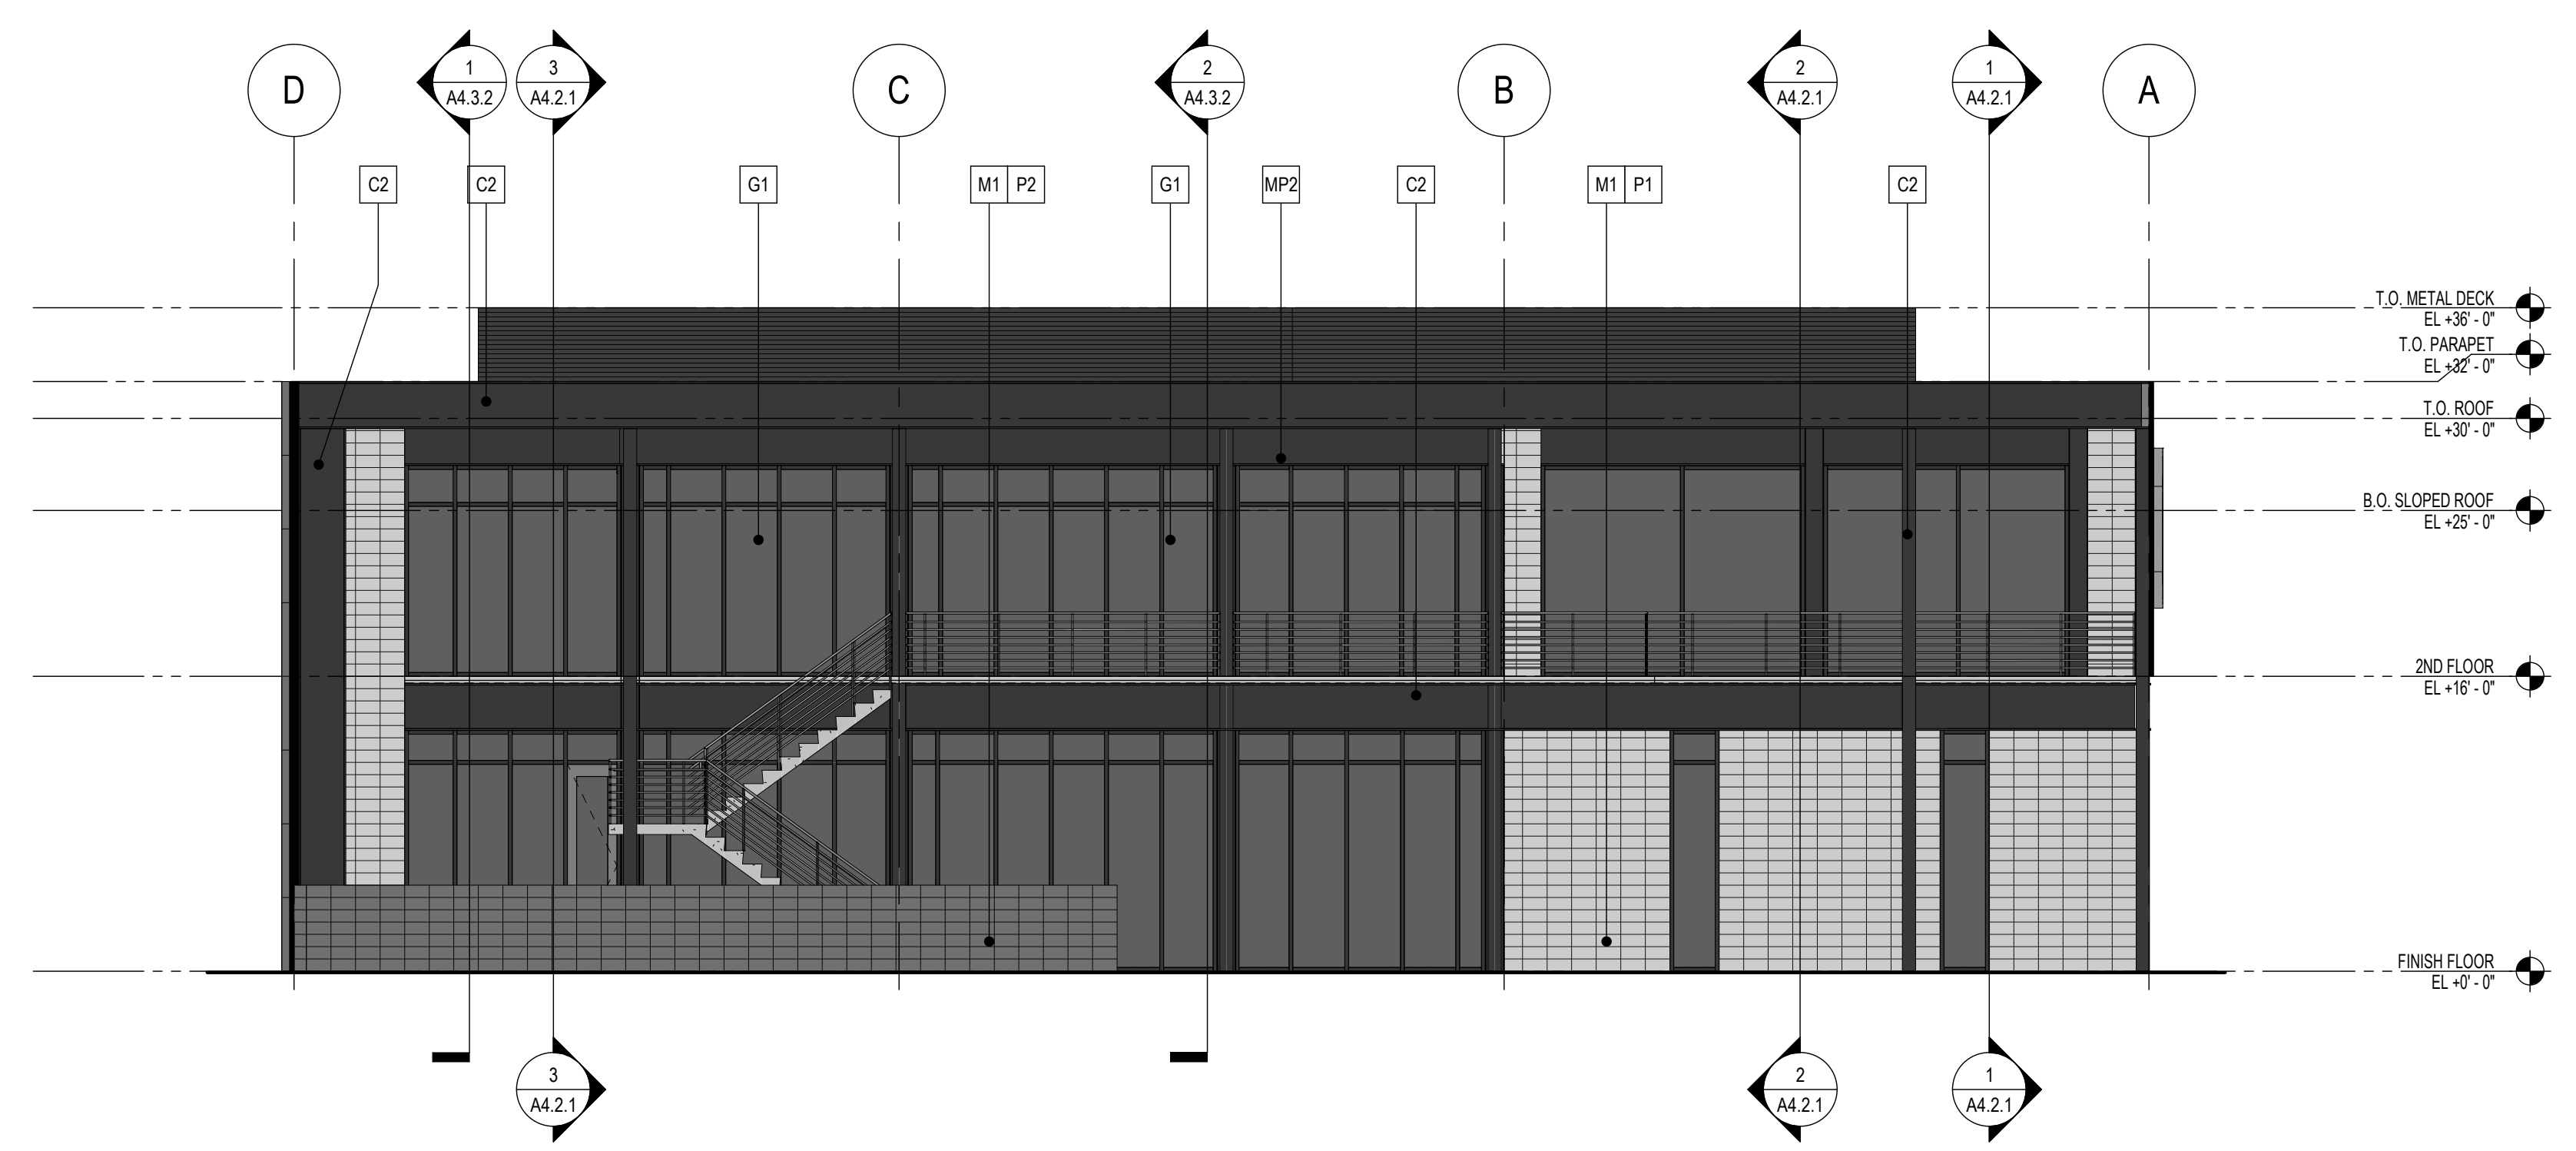 D
1
A4.3.2
3
A4.2.1
C
2
A4.3.2
B
2
A4.2.1
1
A4.2.1
A
C2
C2
G1
M1 P2
G1
MP2
C2
M1 P1
C2
T.O. METAL DECK
EL +36' - 0"
T.O. PARAPET
EL +32' - 0"
T.O. ROOF
EL +30' - 0"
B.O. SLOPED ROOF
EL +25' - 0"
2ND FLOOR
EL +16' - 0"
FINISH FLOOR
EL +0' - 0"
3
A4.2.1
2
A4.2.1
1
A4.2.1